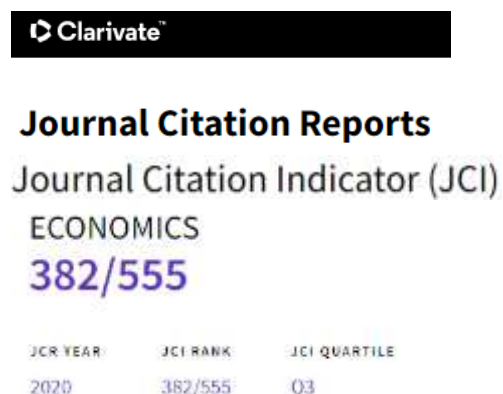 Clarivate™
Journal Citation Reports
Journal Citation Indicator (JCI)
ECONOMICS
382/555
JCR YEAR JCI RANK JCI QUARTILE
2020 382/555 Q3